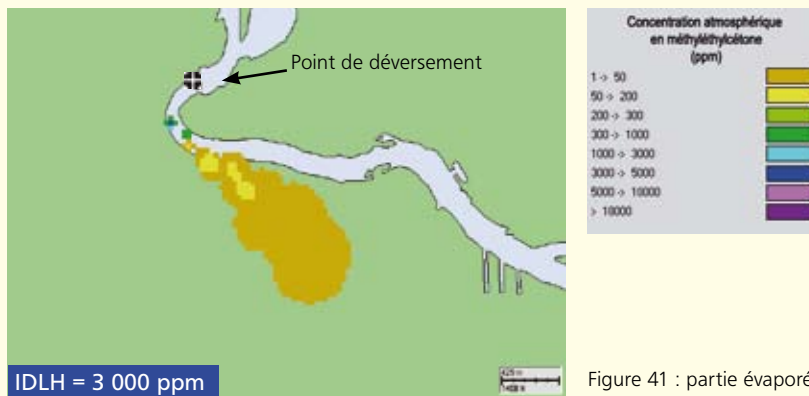 Point de déversement
IDLH = 3 000 ppm
425 m
Concentration atmosphérique
en méthyléthylcétone
(ppm)
1 -> 50
50 -> 200
200 -> 300
300 -> 1000
1000 -> 3000
3000 -> 5000
5000 -> 10000
> 10000
Figure 41 : partie évaporé